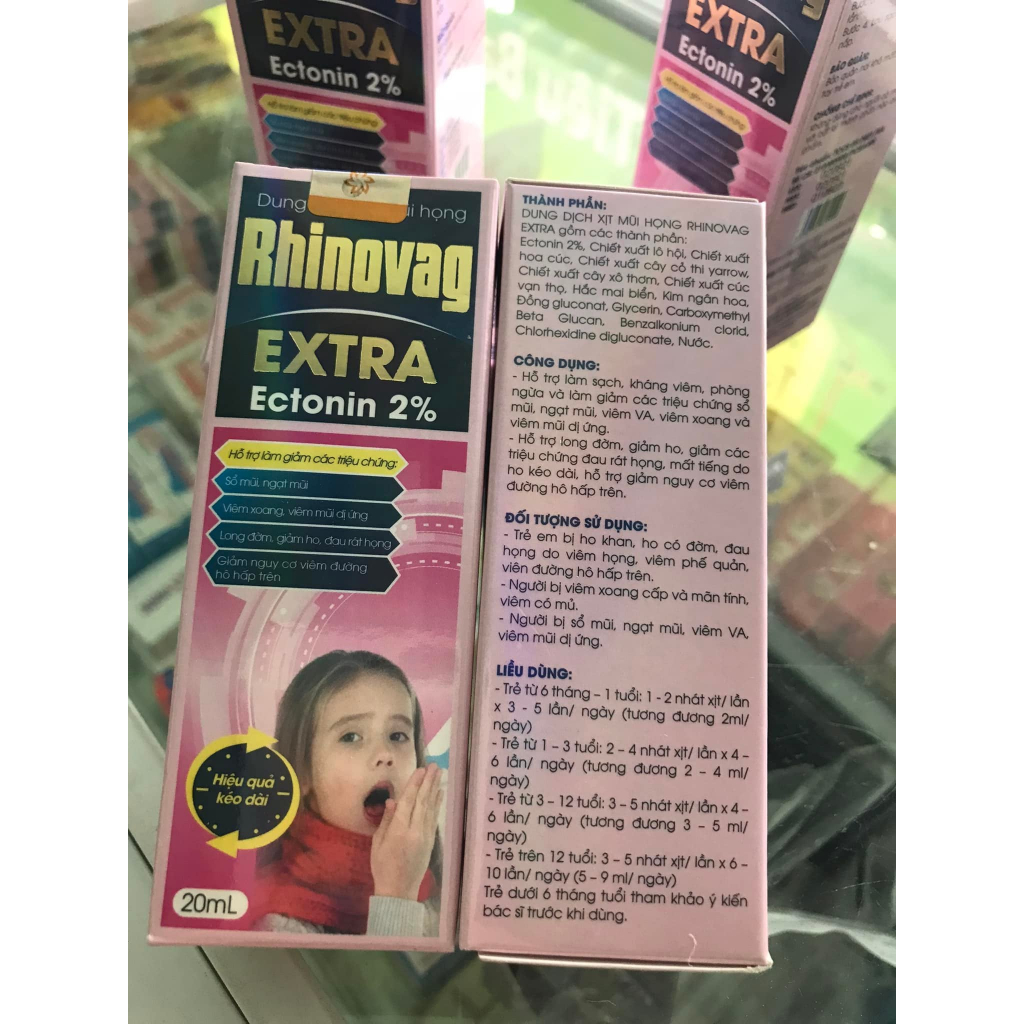 EXTRA
Ectonin 2%
EXTRA
Ectonin 2%
BẢO QUẢN:
CHỐNG CHỈ ĐỊNH:
Dung mũi họng
Rhinovag
EXTRA
Ectonin 2%
Hỗ trợ làm giảm các triệu chứng:
Sổ mũi, ngạt mũi
Viêm xoang, viêm mũi dị ứng
Long đờm, giảm ho, đau rát họng
Giảm nguy cơ viêm đường
hô hấp trên
Hiệu quả
kéo dài
20mL
THÀNH PHẦN:
DUNG DỊCH XỊT MŨI HỌNG RHINOVAG
EXTRA gồm các thành phần:
Ectonin 2%, Chiết xuất lô hội, Chiết xuất
hoa cúc, Chiết xuất cây cỏ thi yarrow,
Chiết xuất cây xô thơm, Chiết xuất cúc
vạn thọ, Hắc mai biển, Kim ngân hoa,
Đồng gluconat, Glycerin, Carboxymethyl
Beta Glucan, Benzalkonium clorid,
Chlorhexidine digluconate, Nước.
CÔNG DỤNG:
- Hỗ trợ làm sạch, kháng viêm, phòng
ngừa và làm giảm các triệu chứng sổ
mũi, ngạt mũi, viêm VA, viêm xoang và
viêm mũi dị ứng.
- Hỗ trợ long đờm, giảm ho, giảm các
triệu chứng đau rát họng, mất tiếng do
ho kéo dài, hỗ trợ giảm nguy cơ viêm
đường hô hấp trên.
ĐỐI TƯỢNG SỬ DỤNG:
- Trẻ em bị ho khan, ho có đờm, đau
họng do viêm họng, viêm phế quản,
viên đường hô hấp trên.
- Người bị viêm xoang cấp và mãn tính,
viêm có mủ.
- Người bị sổ mũi, ngạt mũi, viêm VA,
viêm mũi dị ứng.
LIỀU DÙNG:
- Trẻ từ 6 tháng – 1 tuổi: 1 - 2 nhát xịt/ lần
x 3 - 5 lần/ ngày (tương đương 2ml/
ngày)
- Trẻ từ 1 – 3 tuổi: 2 – 4 nhát xịt/ lần x 4 –
6 lần/ ngày (tương đương 2 – 4 ml/
ngày)
- Trẻ từ 3 – 12 tuổi: 3 – 5 nhát xịt/ lần x 4 –
6 lần/ ngày (tương đương 3 – 5 ml/
ngày)
- Trẻ trên 12 tuổi: 3 – 5 nhát xịt/ lần x 6 –
10 lần/ ngày (5 – 9 ml/ ngày)
Trẻ dưới 6 tháng tuổi tham khảo ý kiến
bác sĩ trước khi dùng.